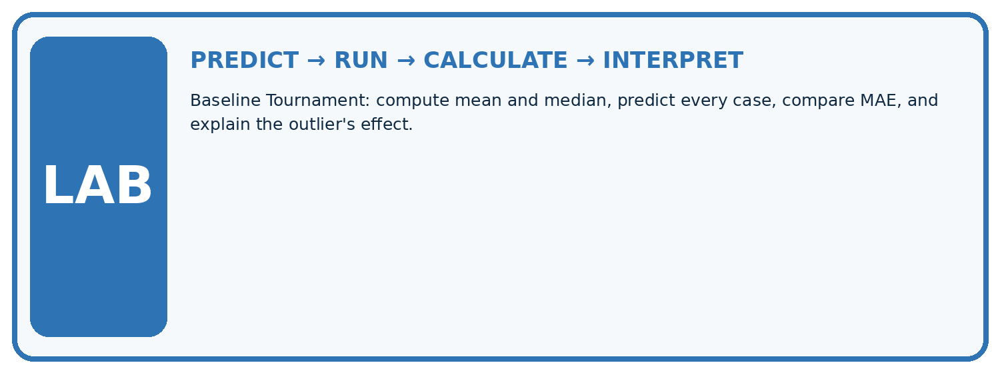 LAB
PREDICT → RUN → CALCULATE → INTERPRET
Baseline Tournament: compute mean and median, predict every case, compare MAE, and
explain the outlier's effect.